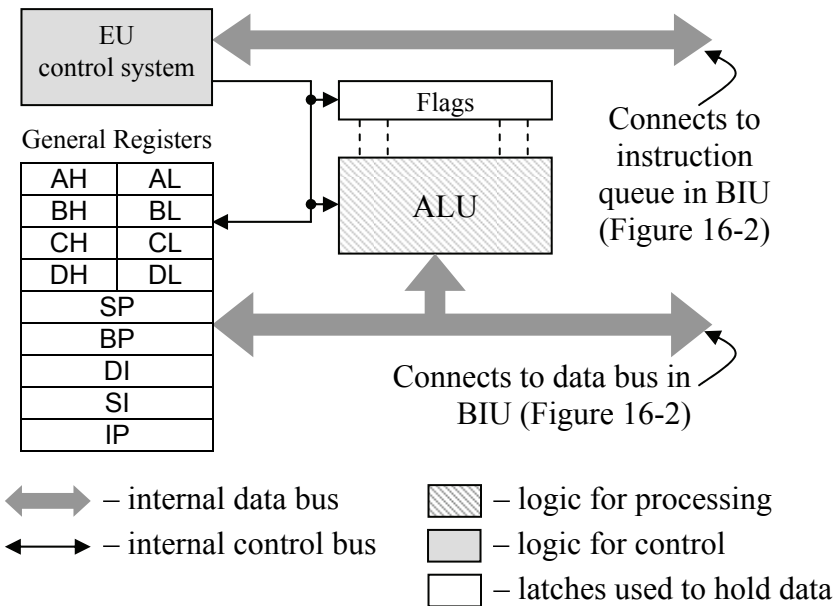 EU
control system
Flags
Connects to
instruction
queue in BIU
(Figure 16-2)
General Registers
AH AL
BH BL
CH CL
DH DL
SP
BP
DI
SI
IP
ALU
Connects to data bus in
BIU (Figure 16-2)
– internal data bus
– internal control bus
– logic for processing
– logic for control
– latches used to hold data